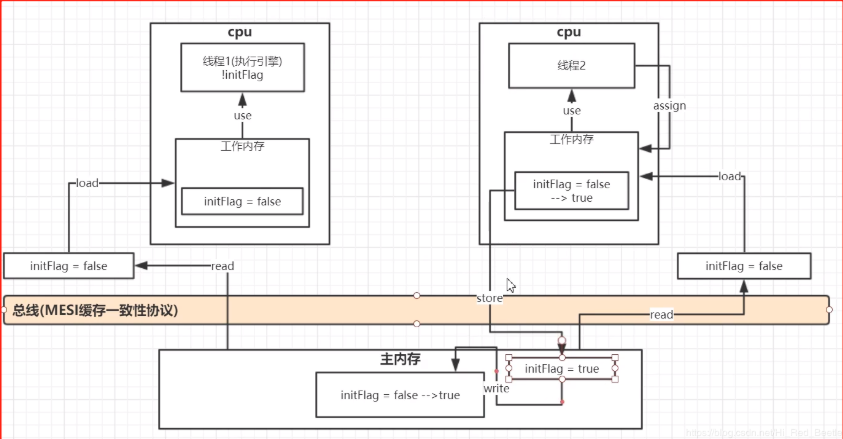 cpu
线程1(执行引擎)
!initFlag
use
工作内存
initFlag = false
load
initFlag = false
read
cpu
线程2
assign
use
工作内存
initFlag = false
--> true
load
initFlag = false
store
read
总线(MESI缓存一致性协议)
主内存
initFlag = true
write
initFlag = false -->true